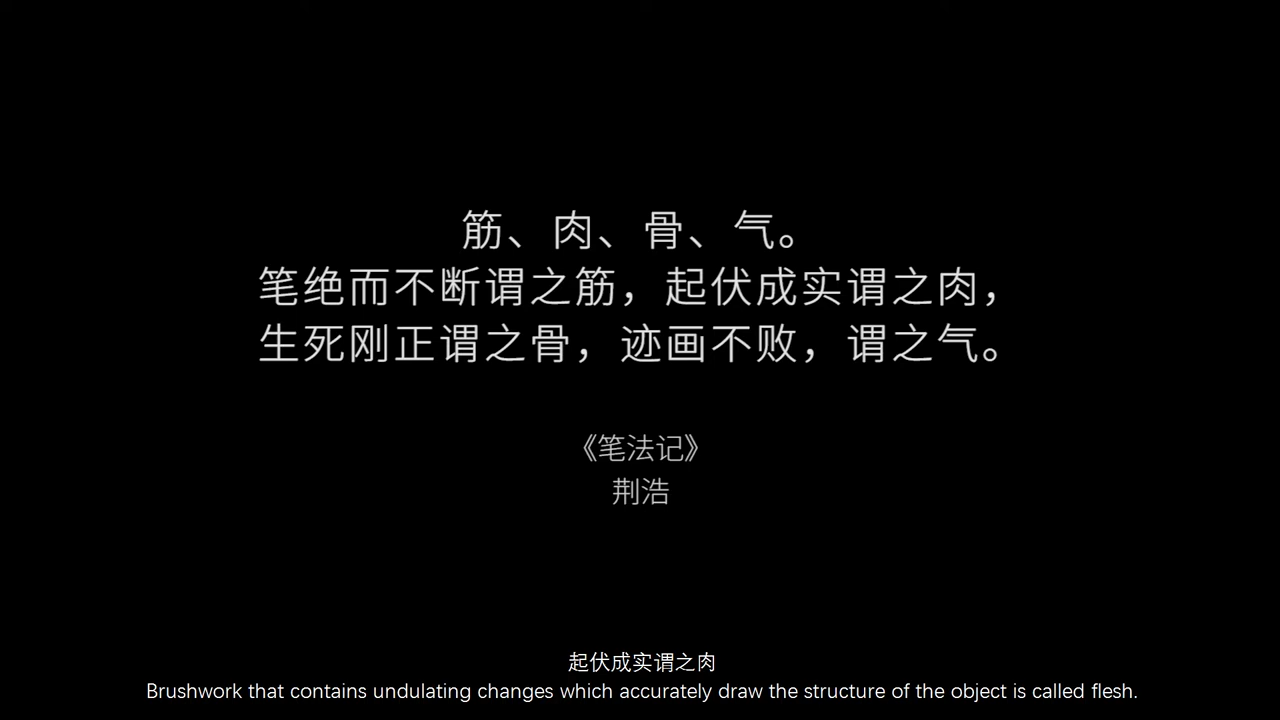 筋、肉、骨、气。
笔绝而不断谓之筋，起伏成实谓之肉，
生死刚正谓之骨，迹画不败，谓之气。
《笔法记》
荆浩
起伏成实谓之肉
Brushwork that contains undulating changes which accurately draw the structure of the object is called flesh.